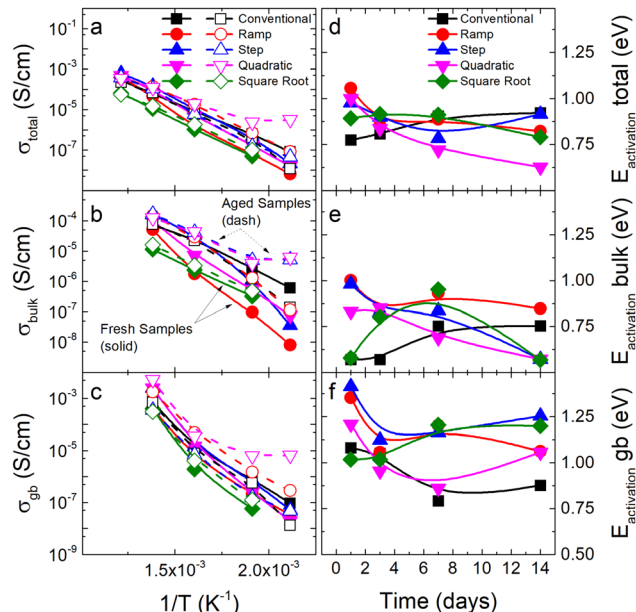 a
Conventional
Ramp
Step
Quadratic
Square Root
10⁻¹
10⁻³
10⁻⁵
10⁻⁷
σtotal (S/cm)
d
Conventional
Ramp
Step
Quadratic
Square Root
1.25
1.00
0.75
Eactivation total (eV)
b
Aged Samples
(dash)
Fresh Samples
(solid)
10⁻⁴
10⁻⁵
10⁻⁶
10⁻⁷
10⁻⁸
σbulk (S/cm)
e
1.25
1.00
0.75
Eactivation bulk (eV)
c
10⁻³
10⁻⁵
10⁻⁷
10⁻⁹
σgb (S/cm)
1.50x10⁻³
2.00x10⁻³
1/T (K⁻¹)
f
1.25
1.00
0.75
0.50
Eactivation gb (eV)
0 2 4 6 8 10 12 14
Time (days)